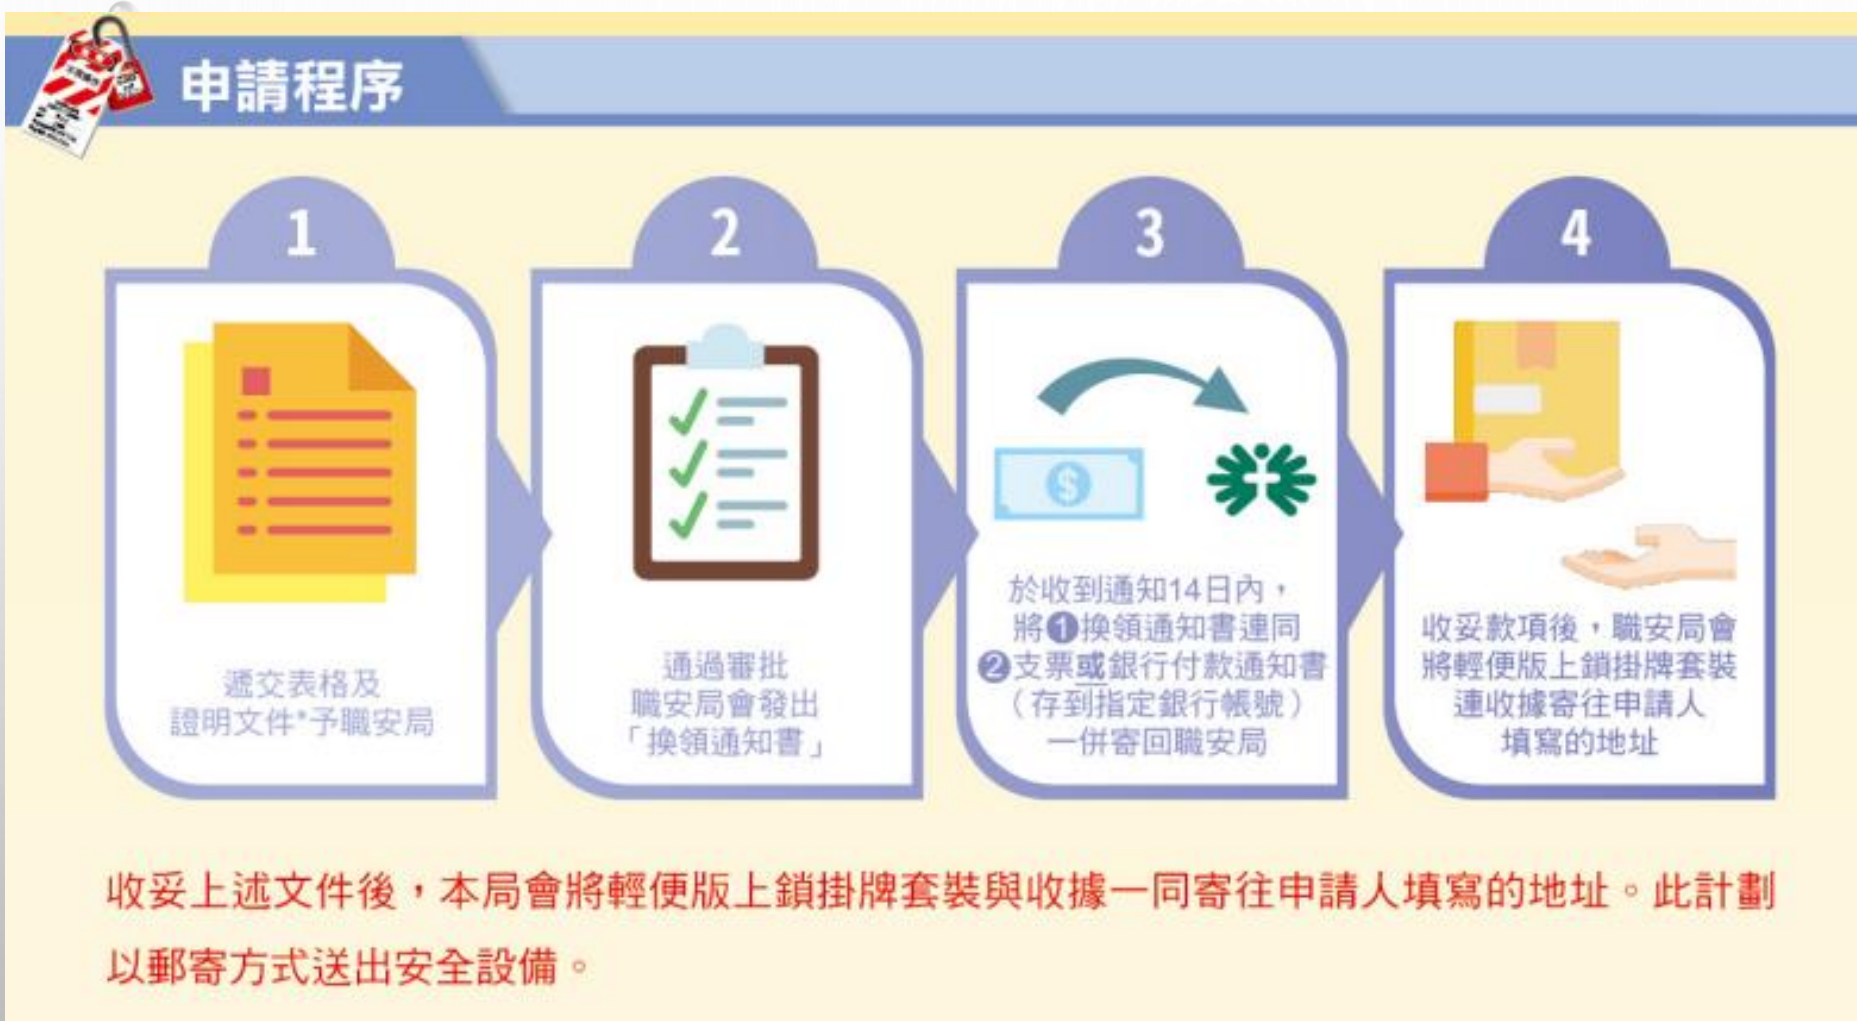 申請程序
1
遞交表格及
證明文件*予職安局
2
通過審批
職安局會發出
「換領通知書」
3
於收到通知14日內，
將❶換領通知書連同
❷支票或銀行付款通知書
（存到指定銀行帳號）
一併寄回職安局
4
收妥款項後，職安局會
將輕便版上鎖掛牌套裝
連收據寄往申請人
填寫的地址
收妥上述文件後，本局會將輕便版上鎖掛牌套裝與收據一同寄往申請人填寫的地址。此計劃
以郵寄方式送出安全設備。